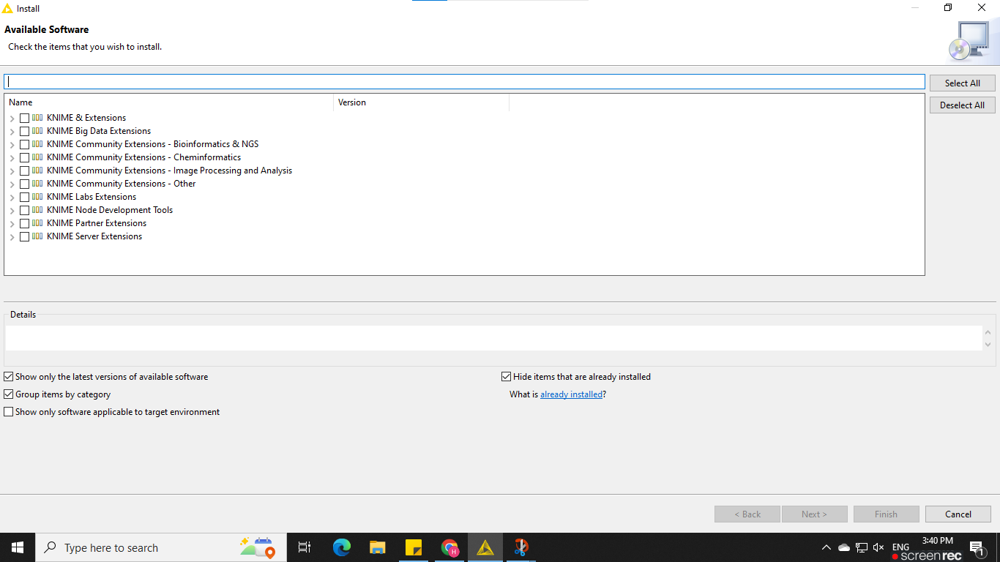 Install
Available Software
Check the items that you wish to install.
Select All
Deselect All
Name Version
KNIME & Extensions
KNIME Big Data Extensions
KNIME Community Extensions - Bioinformatics & NGS
KNIME Community Extensions - Cheminformatics
KNIME Community Extensions - Image Processing and Analysis
KNIME Community Extensions - Other
KNIME Labs Extensions
KNIME Node Development Tools
KNIME Partner Extensions
KNIME Server Extensions
Details
Show only the latest versions of available software
Hide items that are already installed
Group items by category
What is already installed?
Show only software applicable to target environment
< Back
Next >
Finish
Cancel
Type here to search
H
ENG
3:40 PM
screenrec
1